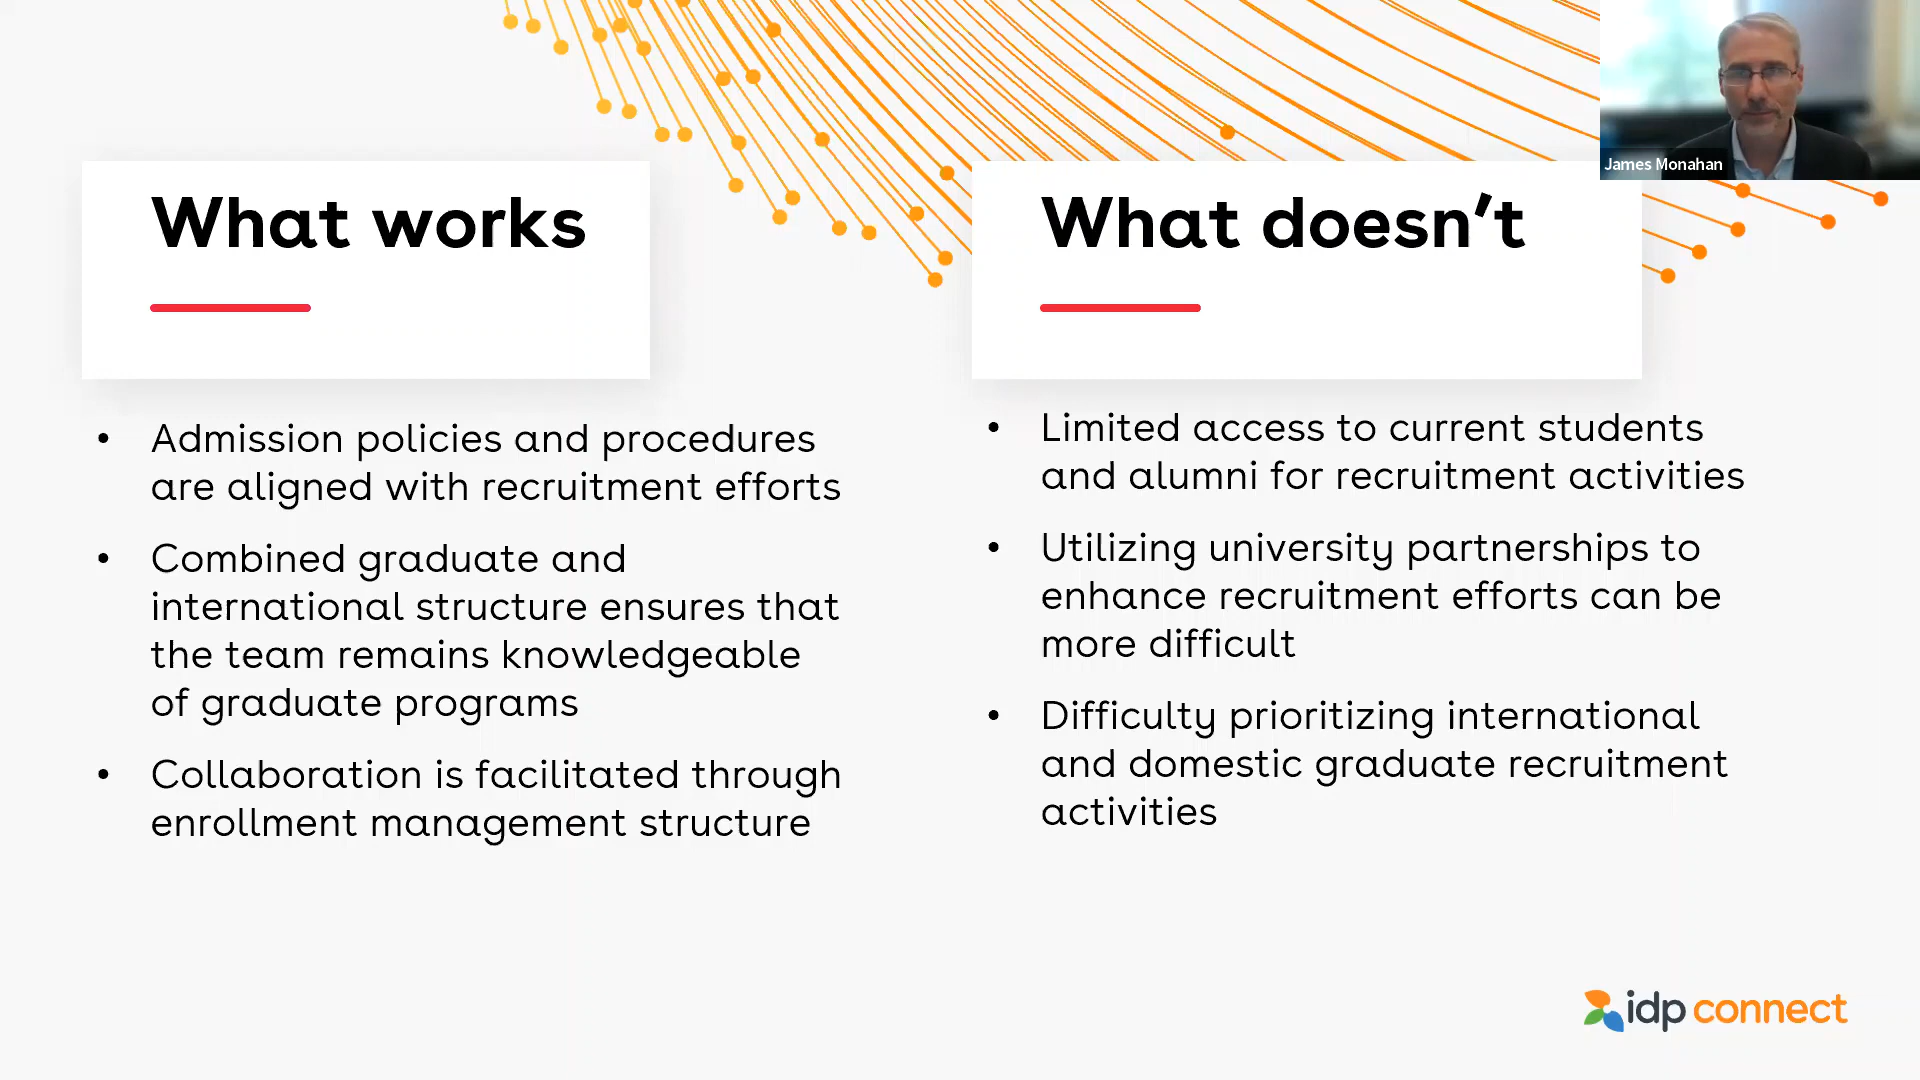 James Monahan
What works
Admission policies and procedures
are aligned with recruitment efforts
Combined graduate and
international structure ensures that
the team remains knowledgeable
of graduate programs
Collaboration is facilitated through
enrollment management structure
What doesn’t
Limited access to current students
and alumni for recruitment activities
Utilizing university partnerships to
enhance recruitment efforts can be
more difficult
Difficulty prioritizing international
and domestic graduate recruitment
activities
idp connect